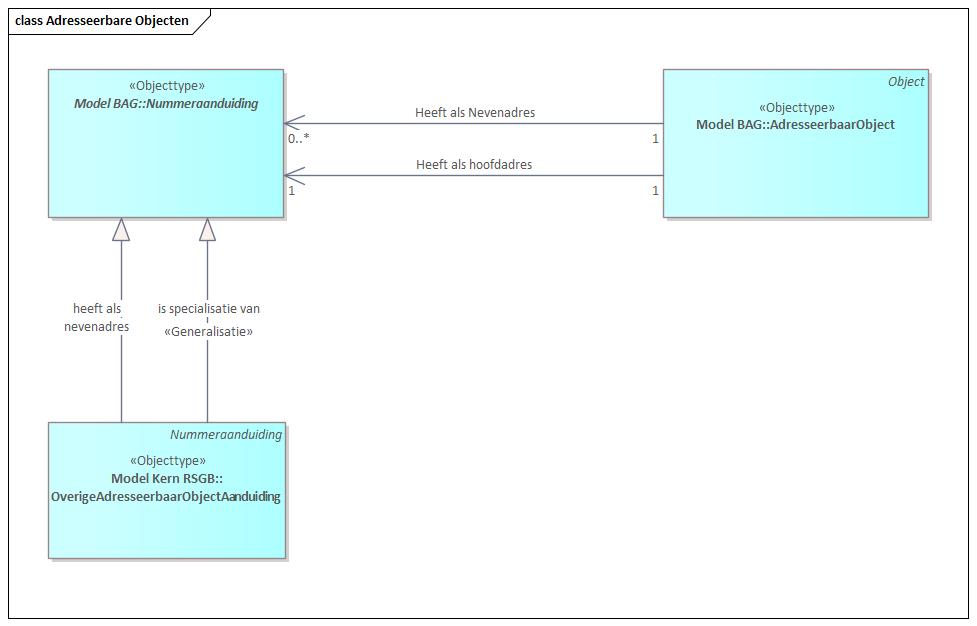 class Adresseerbare Objecten
«Objecttype»
Model BAG::Nummeraanduiding
Object
«Objecttype»
Model BAG::AdresseerbaarObject
Heeft als Nevenadres
0..*
1
Heeft als hoofdadres
1
1
heeft als
nevenadres
is specialisatie van
«Generalisatie»
Nummeraanduiding
«Objecttype»
Model Kern RSGB::
OverigeAdresseerbaarObjectAanduiding